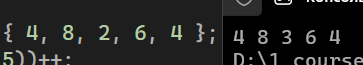 { 4, 8, 2, 6, 4 };
5))++;
4 8 3 6 4
D:\1 course